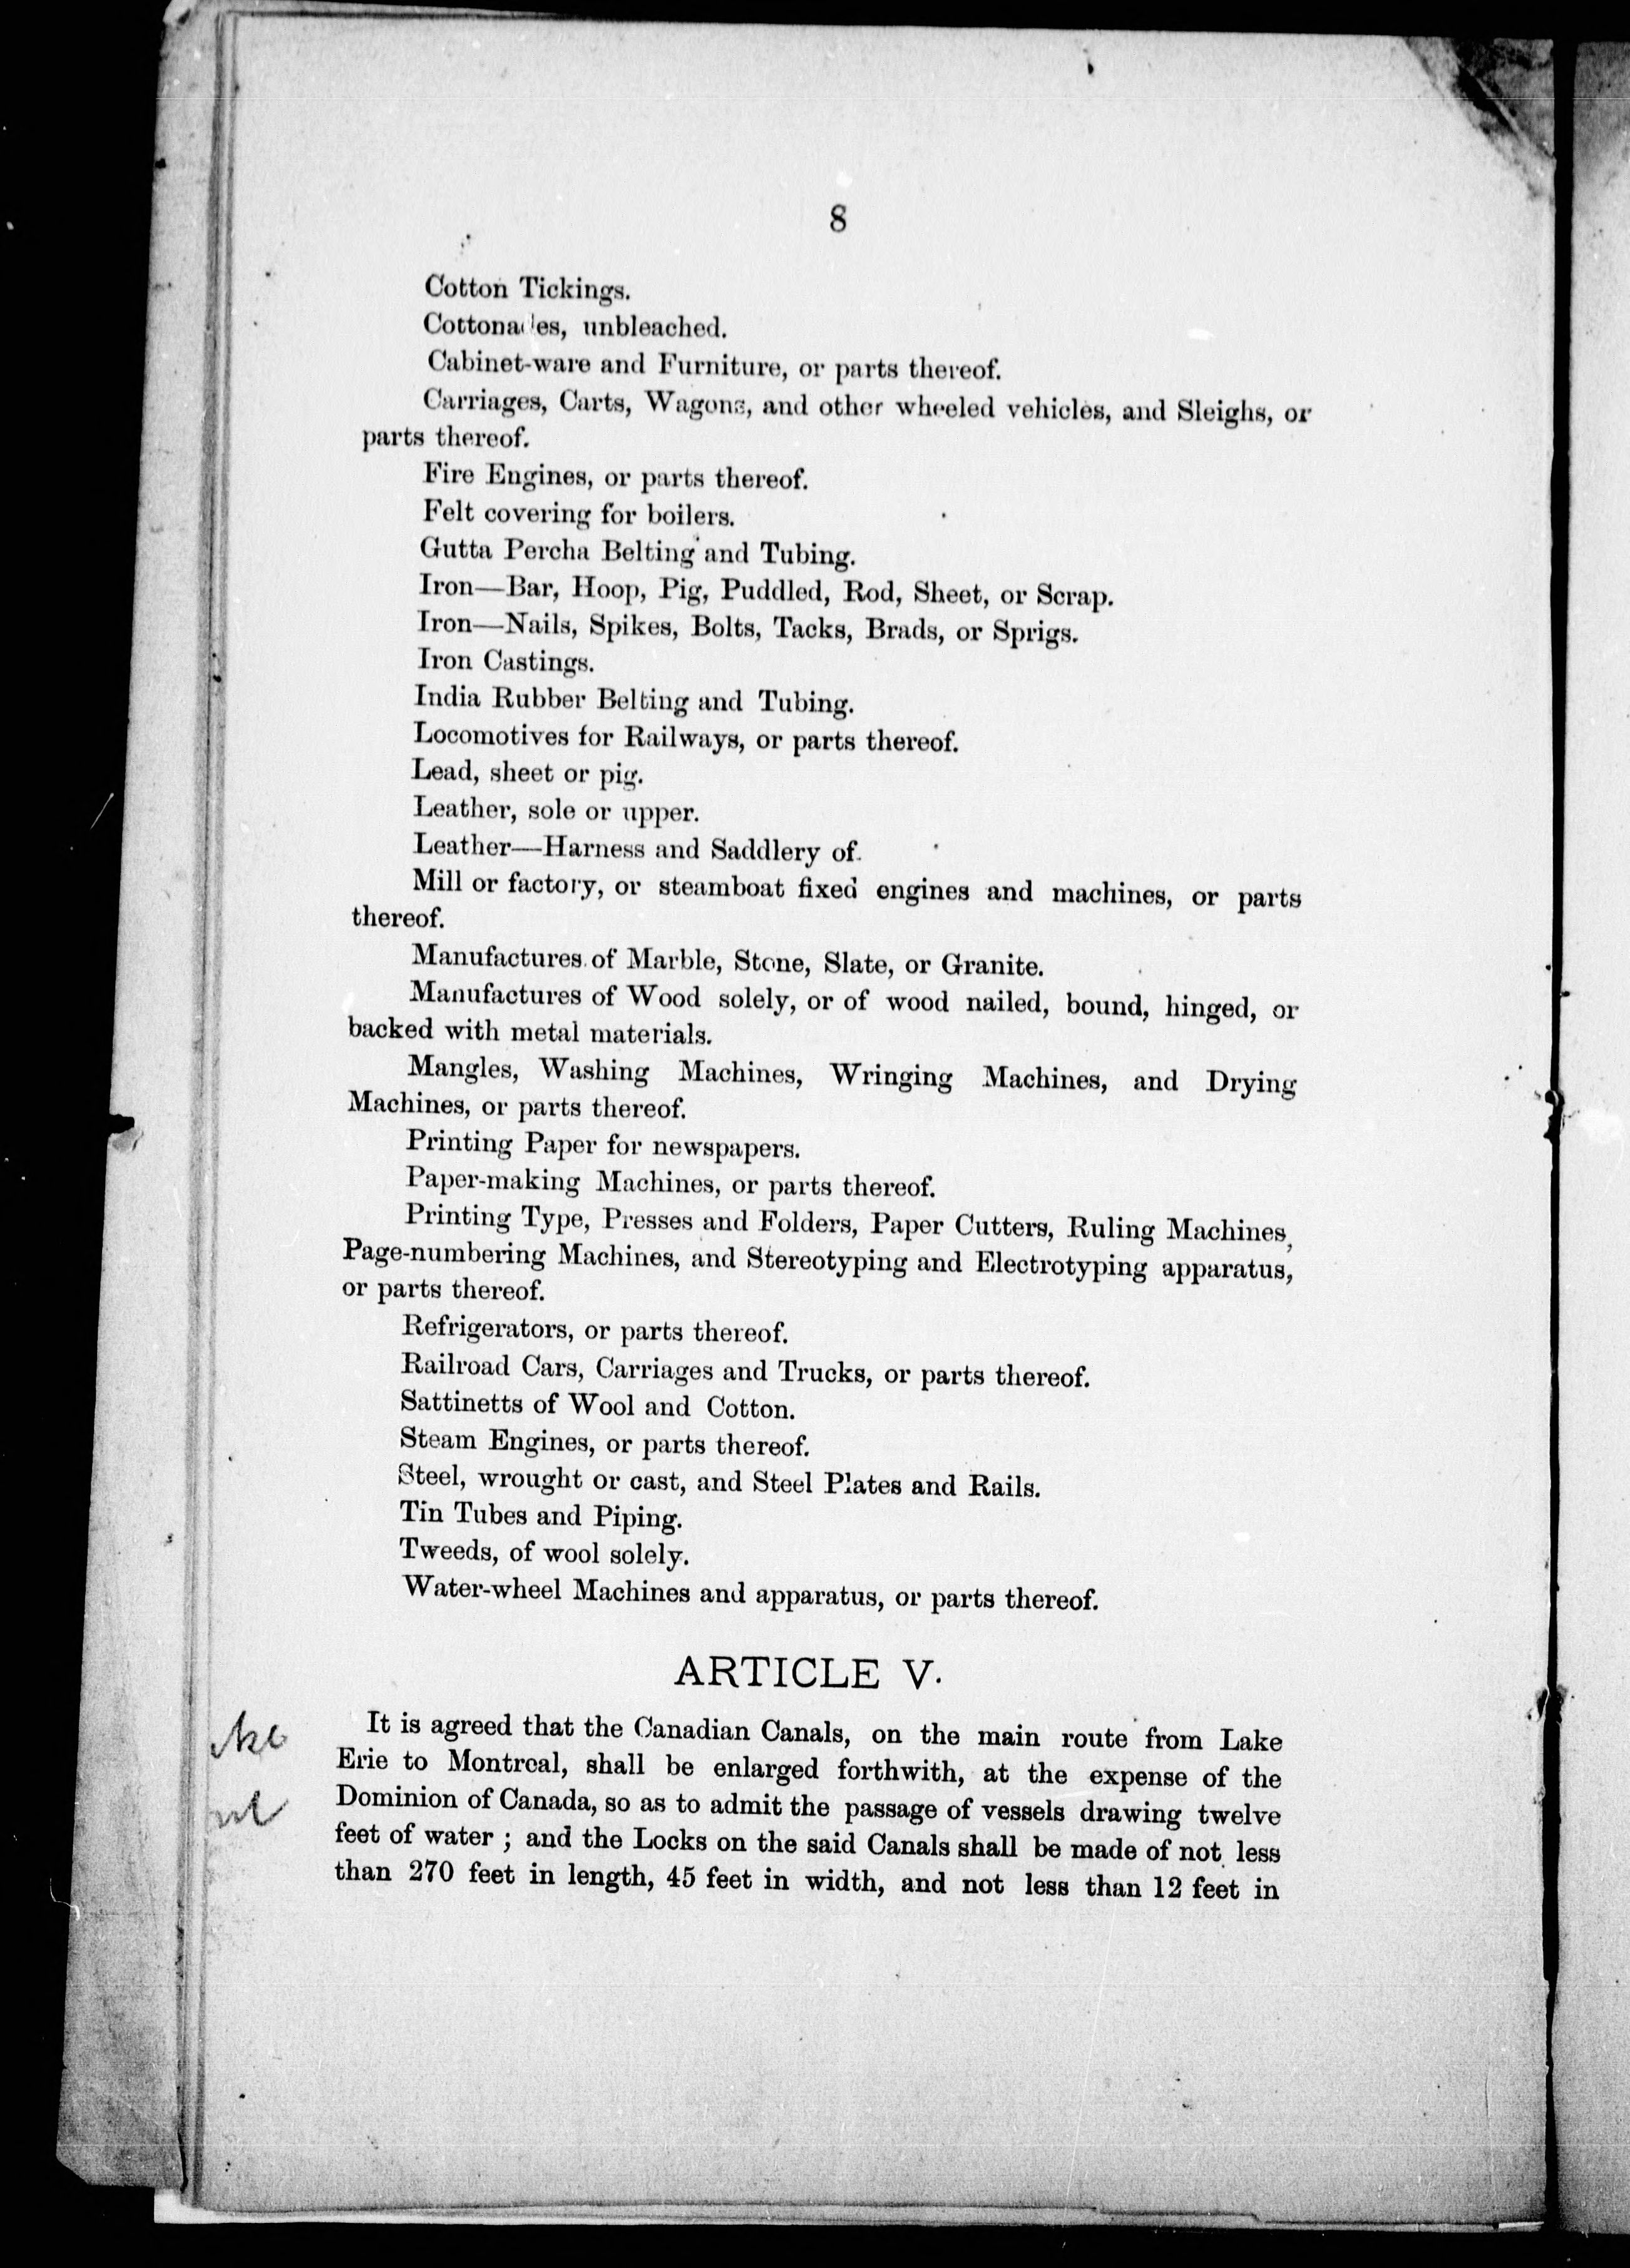 8
Cotton Tickings.
Cottonades, unbleached.
Cabinet-ware and Furniture, or parts thereof.
Carriages, Carts, Wagons, and other wheeled vehicles, and Sleighs, or
parts thereof.
Fire Engines, or parts thereof.
Felt covering for boilers.
Gutta Percha Belting and Tubing.
Iron—Bar, Hoop, Pig, Puddled, Rod, Sheet, or Scrap.
Iron—Nails, Spikes, Bolts, Tacks, Brads, or Sprigs.
Iron Castings.
India Rubber Belting and Tubing.
Locomotives for Railways, or parts thereof.
Lead, sheet or pig.
Leather, sole or upper.
Leather—Harness and Saddlery of.
Mill or factory, or steamboat fixed engines and machines, or parts
thereof.
Manufactures of Marble, Stone, Slate, or Granite.
Manufactures of Wood solely, or of wood nailed, bound, hinged, or
backed with metal materials.
Mangles, Washing Machines, Wringing Machines, and Drying
Machines, or parts thereof.
Printing Paper for newspapers.
Paper-making Machines, or parts thereof.
Printing Type, Presses and Folders, Paper Cutters, Ruling Machines,
Page-numbering Machines, and Stereotyping and Electrotyping apparatus,
or parts thereof.
Refrigerators, or parts thereof.
Railroad Cars, Carriages and Trucks, or parts thereof.
Sattinetts of Wool and Cotton.
Steam Engines, or parts thereof.
Steel, wrought or cast, and Steel Plates and Rails.
Tin Tubes and Piping.
Tweeds, of wool solely.
Water-wheel Machines and apparatus, or parts thereof.
ARTICLE V.
It is agreed that the Canadian Canals, on the main route from Lake
Erie to Montreal, shall be enlarged forthwith, at the expense of the
Dominion of Canada, so as to admit the passage of vessels drawing twelve
feet of water ; and the Locks on the said Canals shall be made of not less
than 270 feet in length, 45 feet in width, and not less than 12 feet in